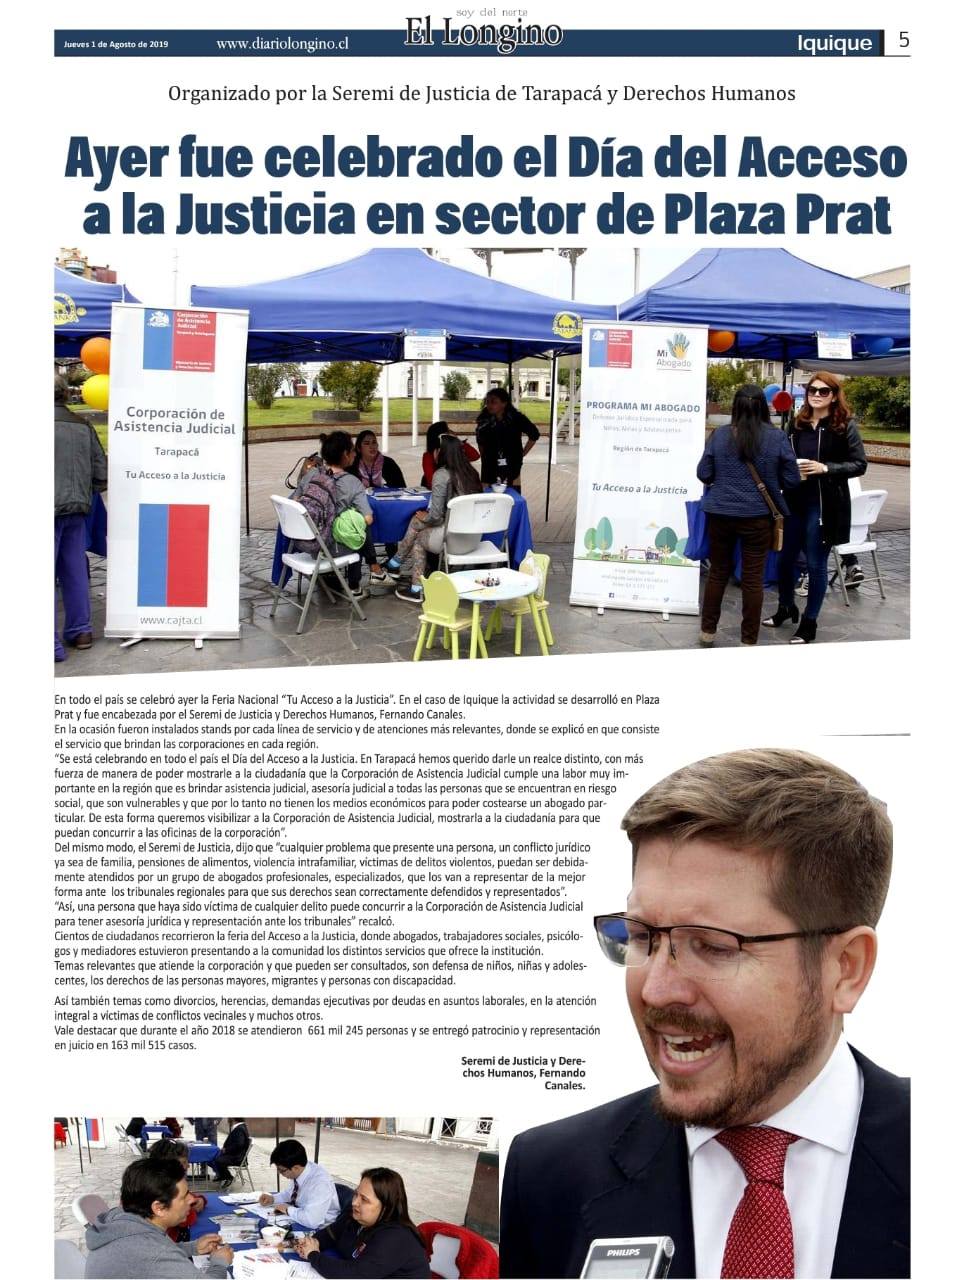 soy del norte
Jueves 1 de Agosto de 2019
www.diariolongino.cl
El Longino
Iquique 5
Organizado por la Seremi de Justicia de Tarapacá y Derechos Humanos
Ayer fue celebrado el Día del Acceso
a la Justicia en sector de Plaza Prat
Corporación
de Asistencia
Judicial
Corporación de
Asistencia Judicial
Tarapacá
Tu Acceso a la Justicia
www.cajta.cl
Mi
Abogado
PROGRAMA MI ABOGADO
Región de Tarapacá
Tu Acceso a la Justicia
En todo el país se celebró ayer la Feria Nacional “Tu Acceso a la Justicia”. En el caso de Iquique la actividad se desarrolló en Plaza
Prat y fue encabezada por el Seremi de Justicia y Derechos Humanos, Fernando Canales.
En la ocasión fueron instalados stands por cada línea de servicio y de atenciones más relevantes, donde se explicó en que consiste
el servicio que brindan las corporaciones en cada región.
“Se está celebrando en todo el país el Día del Acceso a la Justicia. En Tarapacá hemos querido darle un realce distinto, con más
fuerza de manera de poder mostrarle a la ciudadanía que la Corporación de Asistencia Judicial cumple una labor muy im-
portante en la región que es brindar asistencia judicial, asesoría judicial a todas las personas que se encuentran en riesgo
social, que son vulnerables y que por lo tanto no tienen los medios económicos para poder costearse un abogado par-
ticular. De esta forma queremos visibilizar a la Corporación de Asistencia Judicial, mostrarla a la ciudadanía para que
puedan concurrir a las oficinas de la corporación”.
Del mismo modo, el Seremi de Justicia, dijo que “cualquier problema que presente una persona, un conflicto jurídico
ya sea de familia, pensiones de alimentos, violencia intrafamiliar, víctimas de delitos violentos, puedan ser debida-
mente atendidos por un grupo de abogados profesionales, especializados, que los van a representar de la mejor
forma ante los tribunales regionales para que sus derechos sean correctamente defendidos y representados”.
“Así, una persona que haya sido víctima de cualquier delito puede concurrir a la Corporación de Asistencia Judicial
para tener asesoría jurídica y representación ante los tribunales” recalcó.
Cientos de ciudadanos recorrieron la feria del Acceso a la Justicia, donde abogados, trabajadores sociales, psicólo-
gos y mediadores estuvieron presentando a la comunidad los distintos servicios que ofrece la institución.
Temas relevantes que atiende la corporación y que pueden ser consultados, son defensa de niños, niñas y adoles-
centes, los derechos de las personas mayores, migrantes y personas con discapacidad.
Así también temas como divorcios, herencias, demandas ejecutivas por deudas en asuntos laborales, en la atención
integral a víctimas de conflictos vecinales y muchos otros.
Vale destacar que durante el año 2018 se atendieron 661 mil 245 personas y se entregó patrocinio y representación
en juicio en 163 mil 515 casos.
Seremi de Justicia y Dere-
chos Humanos, Fernando
Canales.
PHILIPS